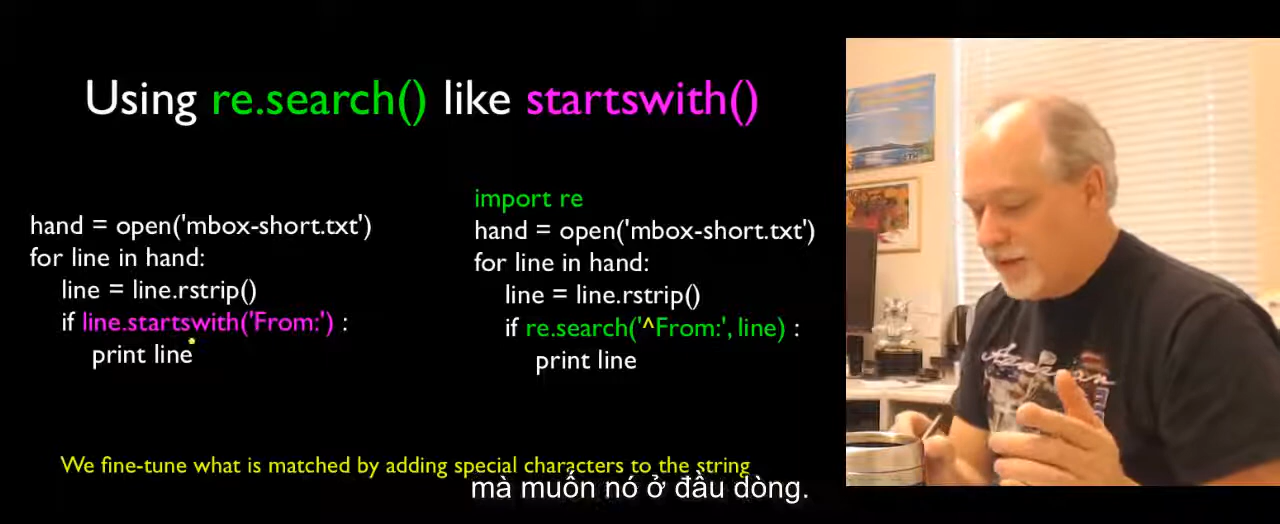 Using re.search() like startswith()
hand = open('mbox-short.txt')
for line in hand:
line = line.rstrip()
if line.startswith('From:') :
print line
import re
hand = open('mbox-short.txt')
for line in hand:
line = line.rstrip()
if re.search('^From:', line) :
print line
We fine-tune what is matched by adding special characters to the string
mà muốn nó ở đầu dòng.